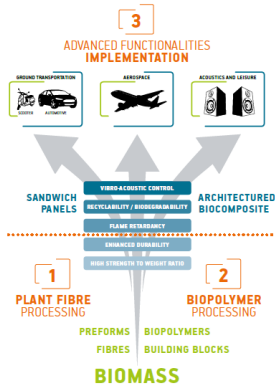 3
ADVANCED FUNCTIONALITIES
IMPLEMENTATION
GROUND TRANSPORTATION
AEROSPACE
ACOUSTICS AND LEISURE
SCOOTER
AUTOMOTIVE
VIBRO-ACOUSTIC CONTROL
SANDWICH
PANELS
RECYCLABILITY / BIODEGRADABILITY
ARCHITECTURED
BIOCOMPOSITE
FLAME RETARDANCY
ENHANCED DURABILITY
HIGH STRENGTH TO WEIGHT RATIO
1
PLANT FIBRE
PROCESSING
2
BIOPOLYMER
PROCESSING
PREFORMS
BIOPOLYMERS
FIBRES
BUILDING BLOCKS
BIOMASS